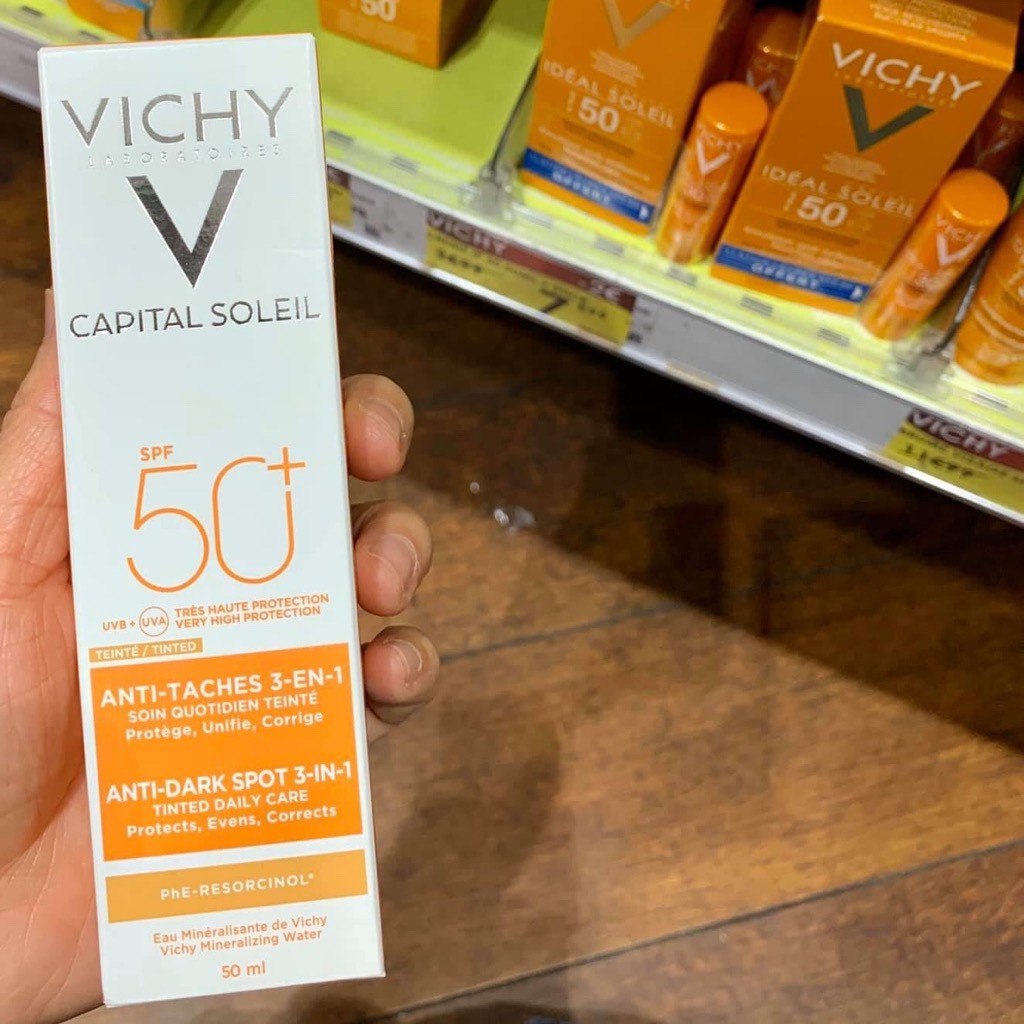 VICHY
LABORATOIRES
CAPITAL SOLEIL
SPF
50+
UVB + UVA
TRÈS HAUTE PROTECTION
VERY HIGH PROTECTION
TEINTÉ / TINTED
ANTI-TACHES 3-EN-1
SOIN QUOTIDIEN TEINTÉ
Protège, Unifie, Corrige
ANTI-DARK SPOT 3-IN-1
TINTED DAILY CARE
Protects, Evens, Corrects
PhE-RESORCINOL*
Eau Minéralisante de Vichy
Vichy Mineralizing Water
50 ml
50
IDÉAL SOLEIL
50
OFFERT
VICHY
IDÉAL SOLEIL
50
OFFERT
VICHY
VICHY
VICHY
VICHY